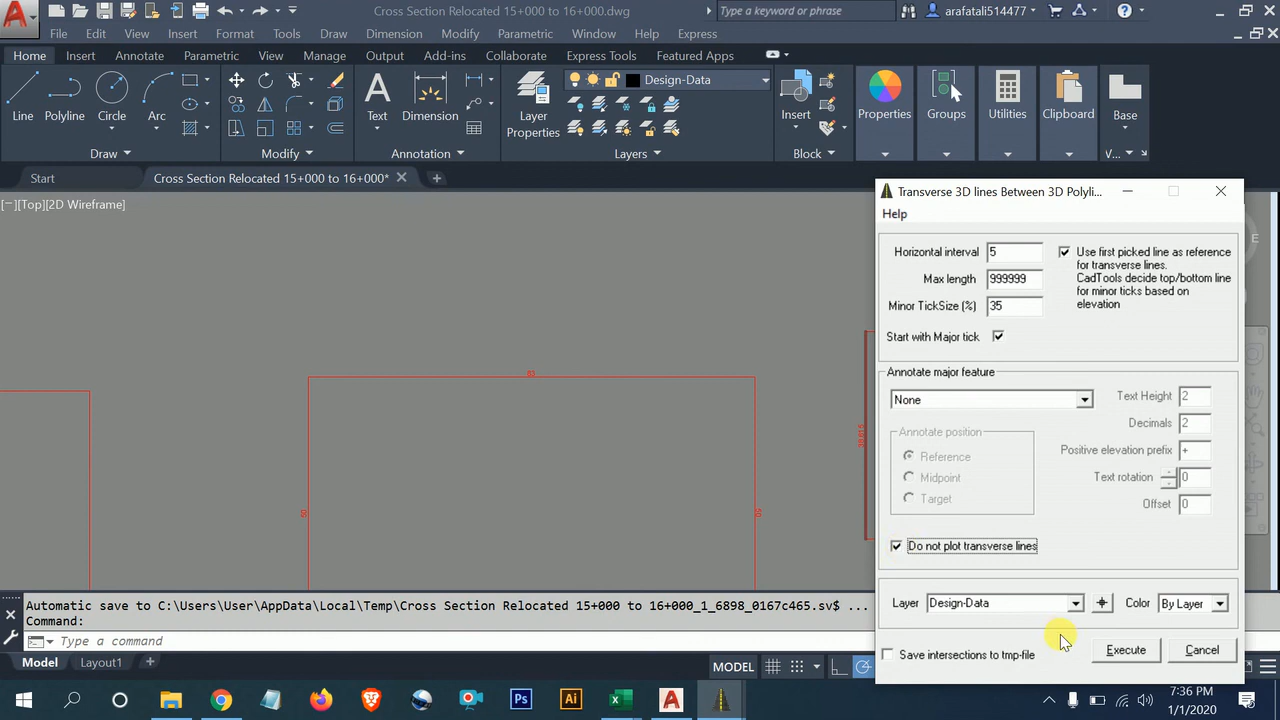 Cross Section Relocated 15+000 to 16+000.dwg
Type a keyword or phrase
arafatali514477
File Edit View Insert Format Tools Draw Dimension Modify Parametric Window Help Express
Home Insert Annotate Parametric View Manage Output Add-ins Collaborate Express Tools Featured Apps
Design-Data
Line Polyline Circle Arc Text Dimension Layer Properties Insert Properties Groups Utilities Clipboard Base
Draw Modify Annotation Layers Block V...
Start Cross Section Relocated 15+000 to 16+000*
[−][Top][2D Wireframe]
E
Transverse 3D lines Between 3D Polyli...
Help
Horizontal interval 5
Use first picked line as reference
for transverse lines.
CadTools decide top/bottom line
for minor ticks based on
elevation
Max length 999999
Minor TickSize (%) 35
Start with Major tick
Annotate major feature
None
Text Height 2
Decimals 2
Annotate position
Reference
Midpoint
Target
Positive elevation prefix +
Text rotation 0
Offset 0
Do not plot transverse lines
Layer Design-Data
Color By Layer
Save intersections to tmp-file
Execute Cancel
83
50
50
Automatic save to C:\Users\User\AppData\Local\Temp\Cross Section Relocated 15+000 to 16+000_1_6898_0167c465.sv$ ...
Command:
Type a command
Model Layout1
MODEL
Ps
Ai
7:36 PM
1/1/2020